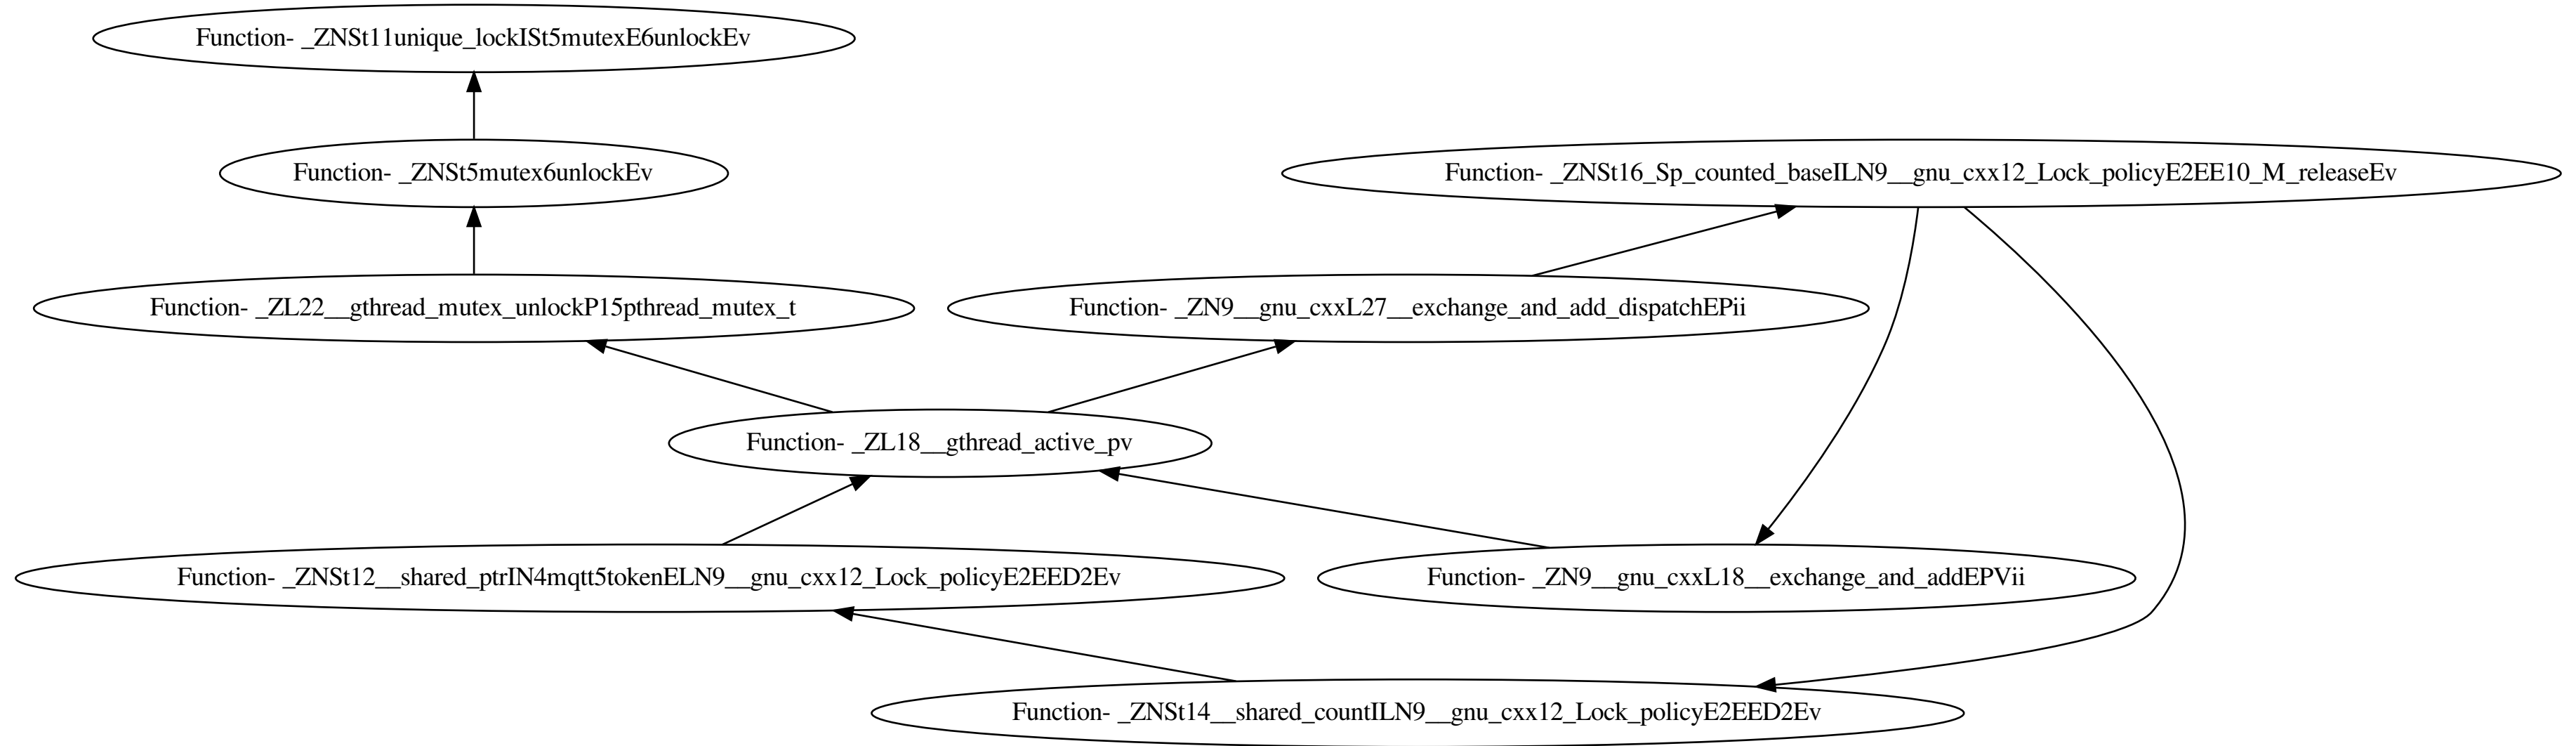 Function- _ZNSt11unique_lockISt5mutexE6unlockEv
Function- _ZNSt5mutex6unlockEv
Function- _ZNSt16_Sp_counted_baseILN9__gnu_cxx12_Lock_policyE2EE10_M_releaseEv
Function- _ZL22__gthread_mutex_unlockP15pthread_mutex_t
Function- _ZN9__gnu_cxxL27__exchange_and_add_dispatchEPii
Function- _ZL18__gthread_active_pv
Function- _ZNSt12__shared_ptrIN4mqtt5tokenELN9__gnu_cxx12_Lock_policyE2EED2Ev
Function- _ZN9__gnu_cxxL18__exchange_and_addEPVii
Function- _ZNSt14__shared_countILN9__gnu_cxx12_Lock_policyE2EED2Ev